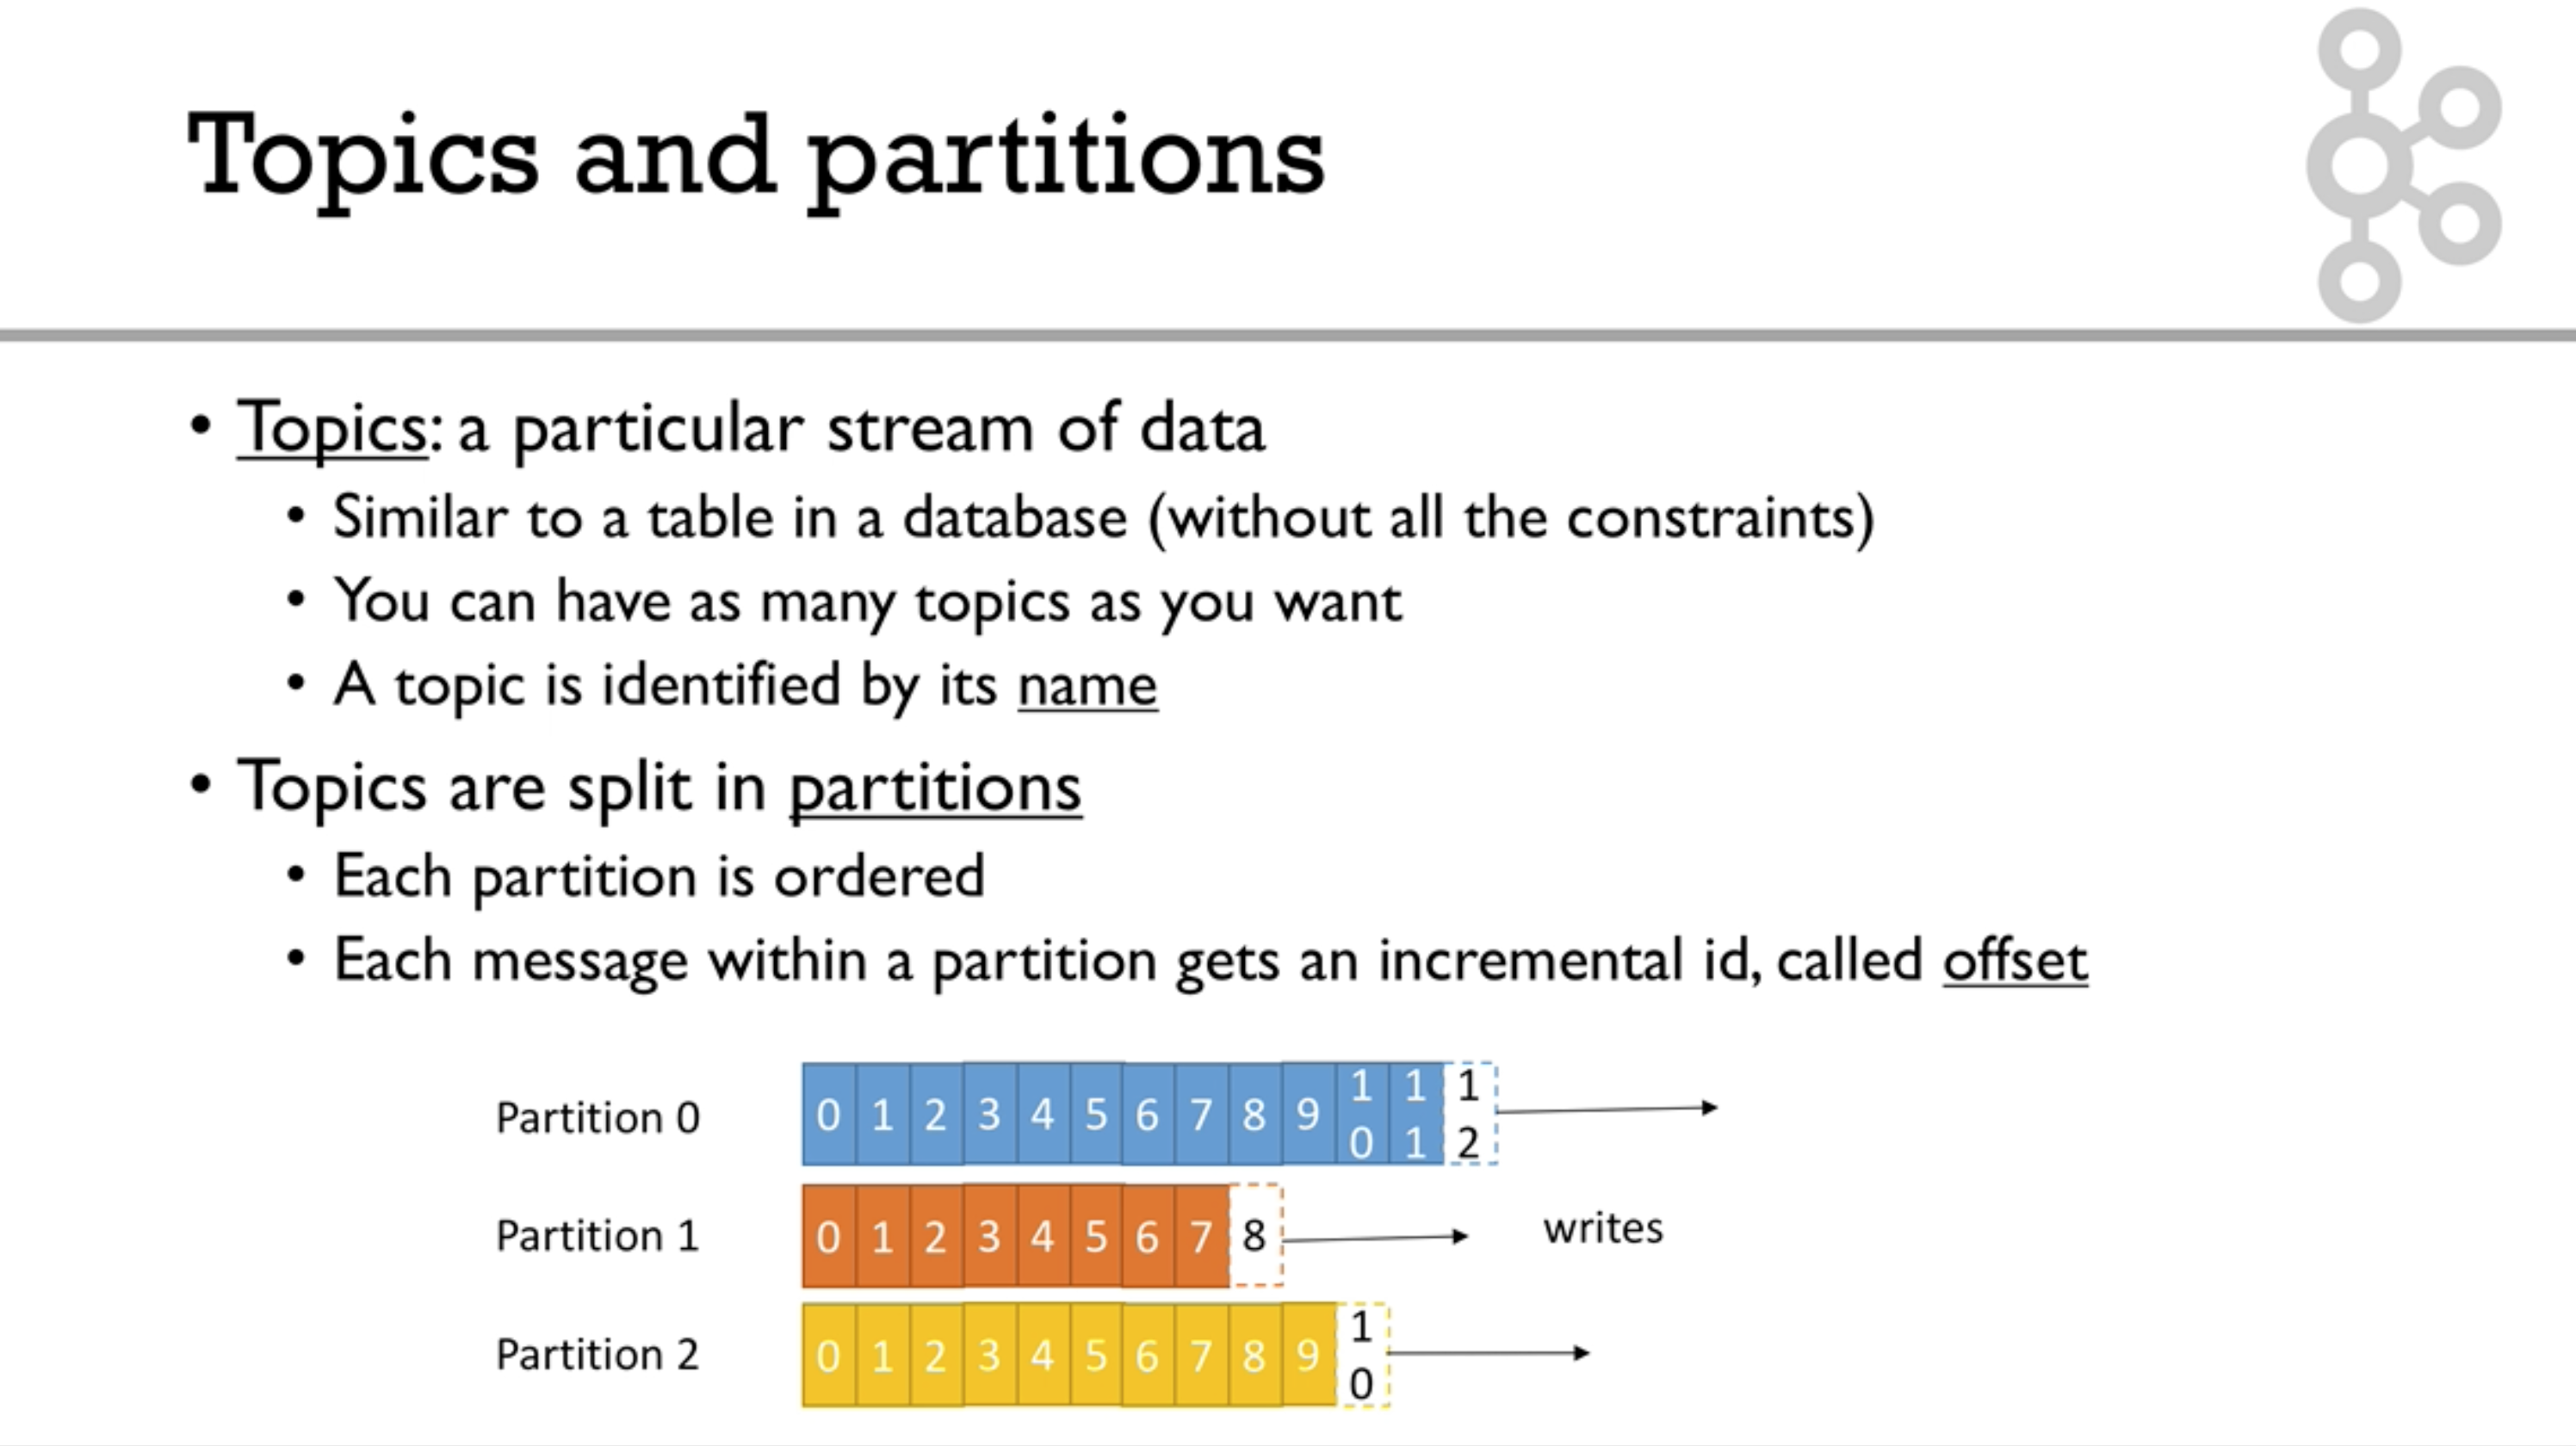 Topics and partitions
• Topics: a particular stream of data
• Similar to a table in a database (without all the constraints)
• You can have as many topics as you want
• A topic is identified by its name
• Topics are split in partitions
• Each partition is ordered
• Each message within a partition gets an incremental id, called offset
Partition 0 0 1 2 3 4 5 6 7 8 9 10 11 12
Partition 1 0 1 2 3 4 5 6 7 8 writes
Partition 2 0 1 2 3 4 5 6 7 8 9 10